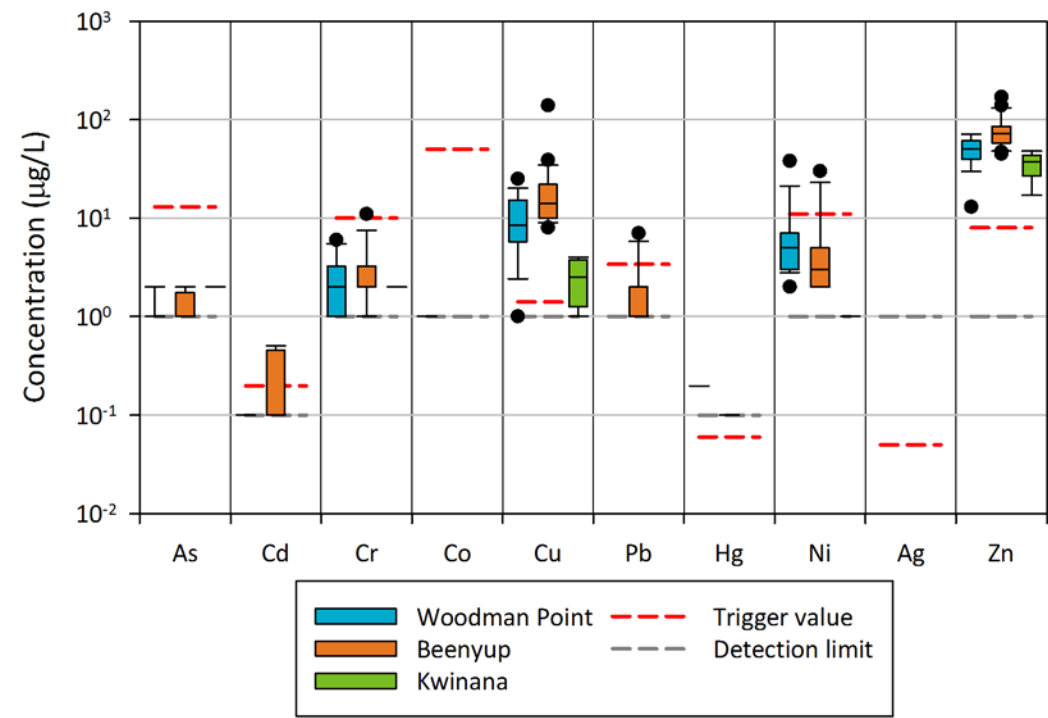 Concentration (µg/L)
10³
10²
10¹
10⁰
10⁻¹
10⁻²
As Cd Cr Co Cu Pb Hg Ni Ag Zn
Woodman Point Trigger value
Beenyup Detection limit
Kwinana